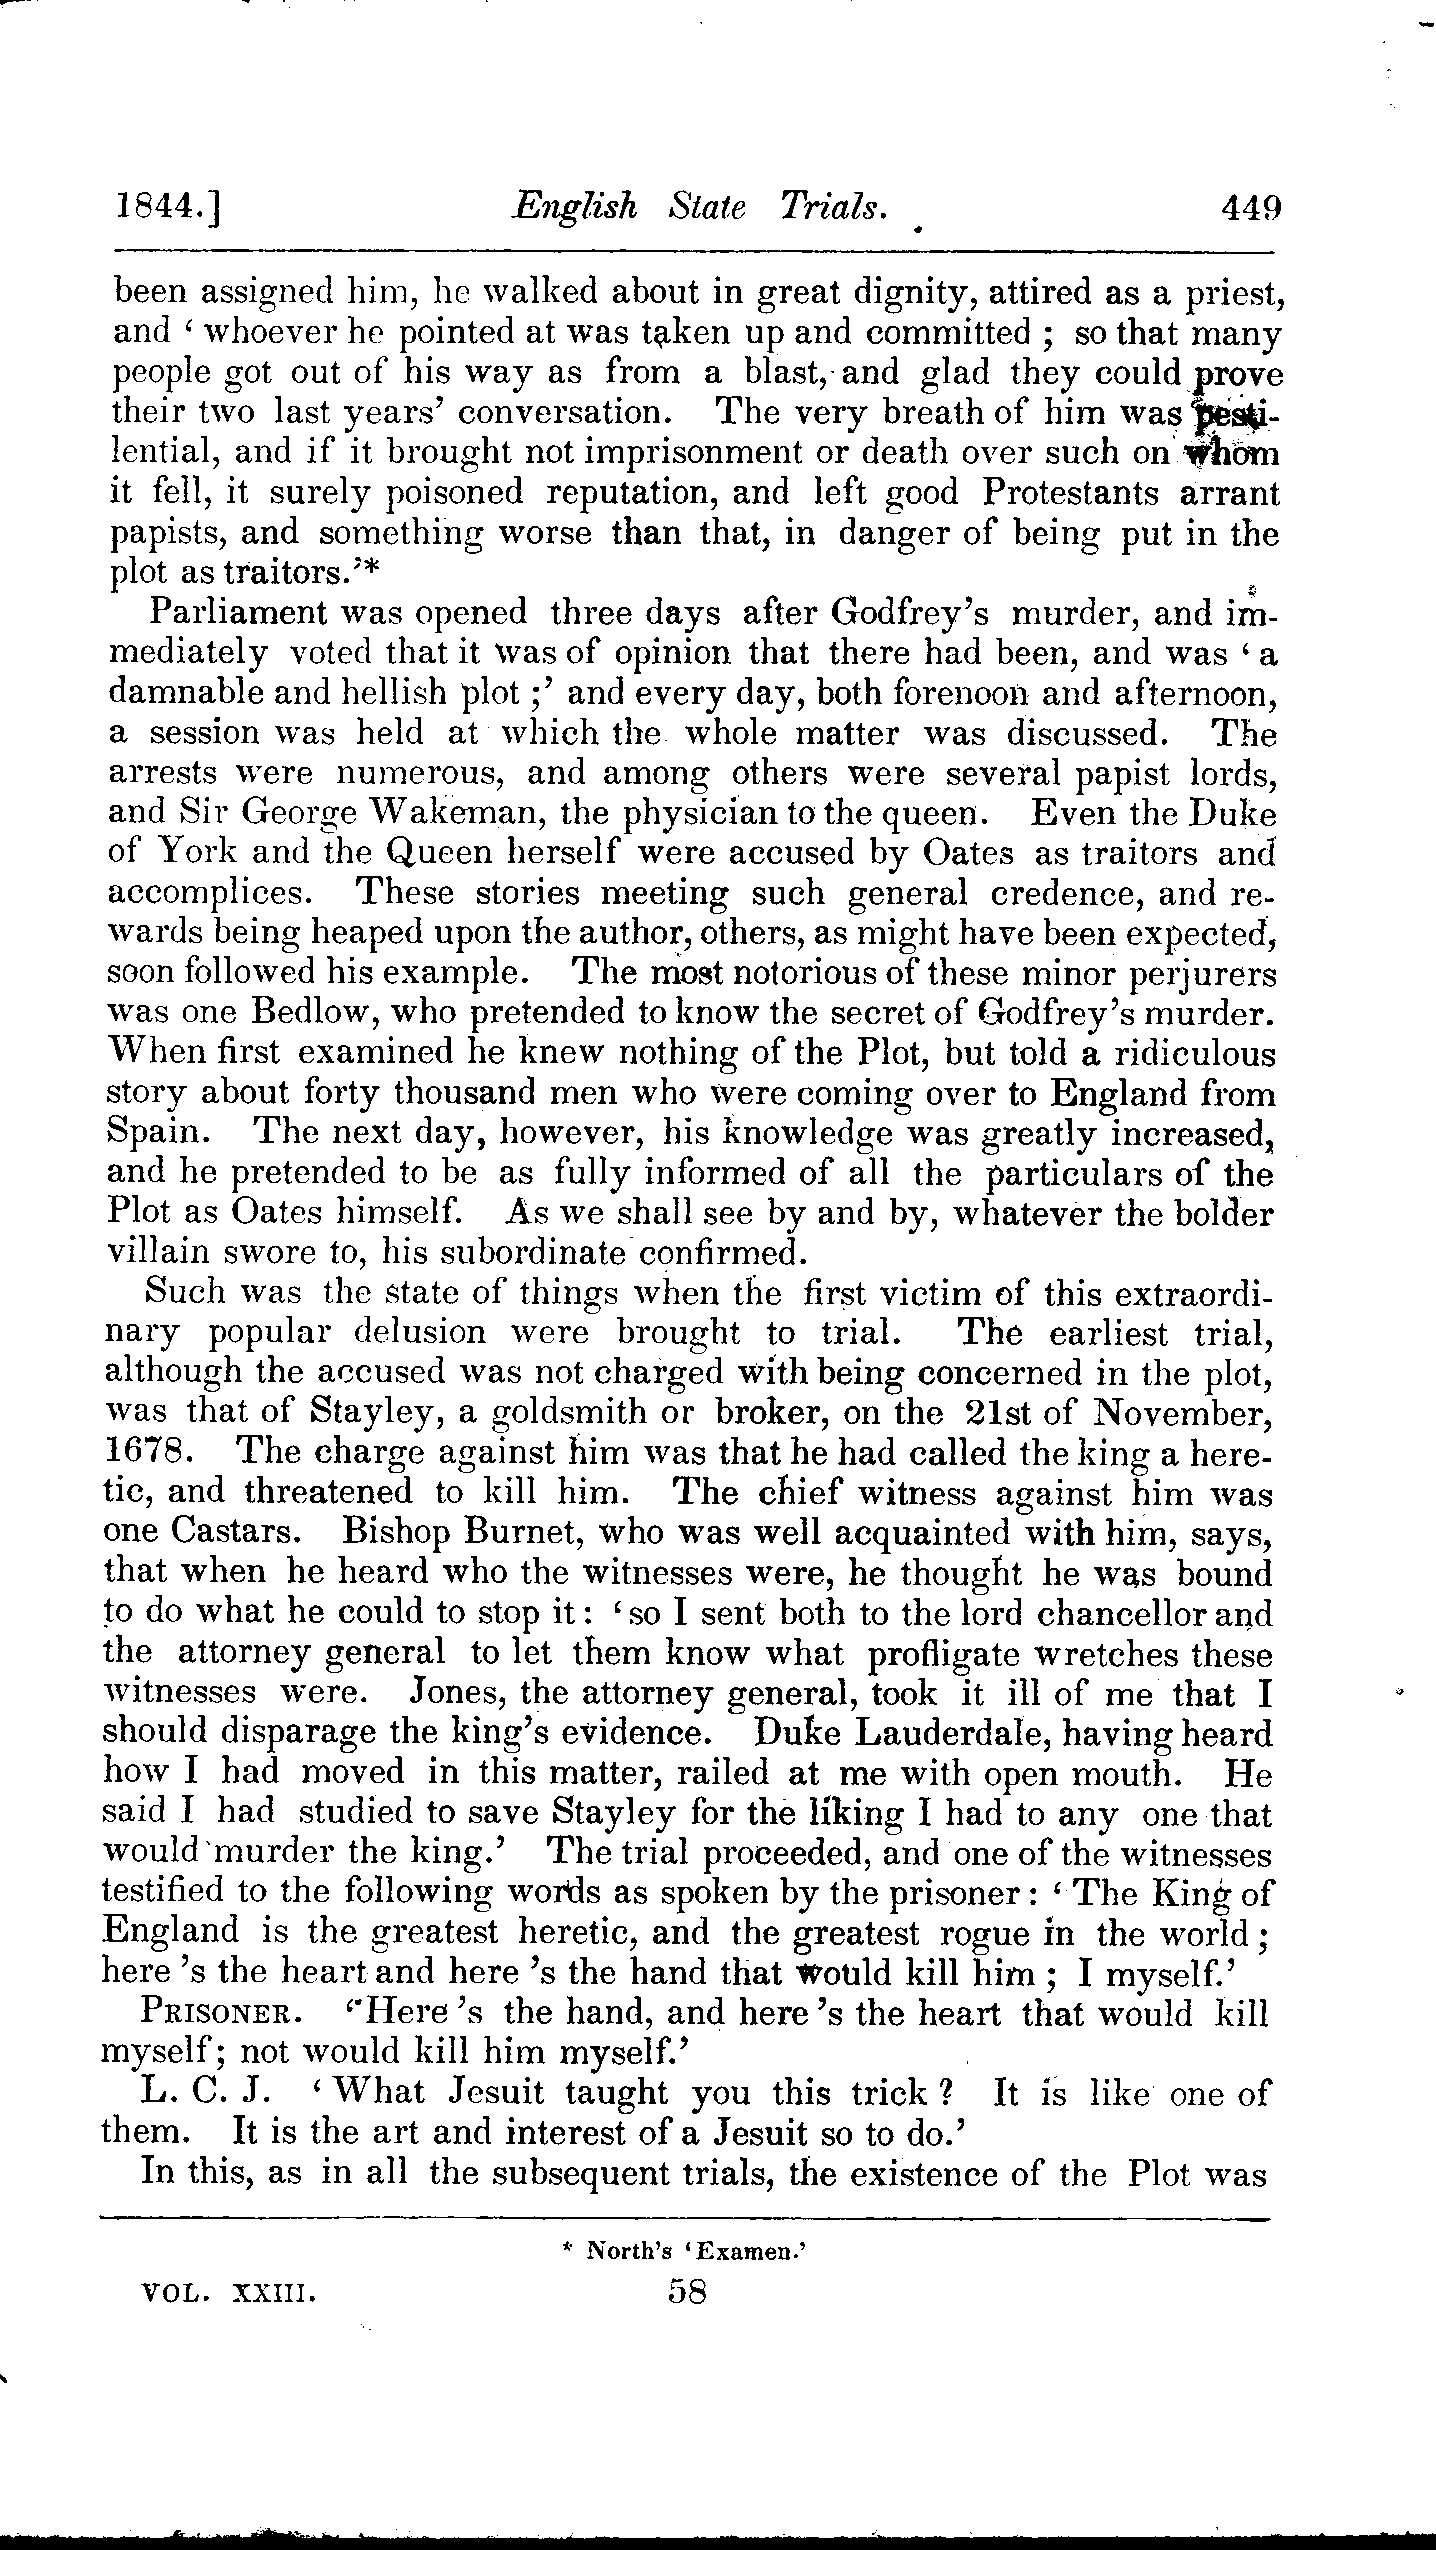 1844.] English State Trials. 449
been assigned him, he walked about in great dignity, attired as a priest,
and ‘ whoever he pointed at was taken up and committed ; so that many
people got out of his way as from a blast, and glad they could prove
their two last years’ conversation. The very breath of him was pesti-
lential, and if it brought not imprisonment or death over such on whom
it fell, it surely poisoned reputation, and left good Protestants arrant
papists, and something worse than that, in danger of being put in the
plot as traitors.’*
Parliament was opened three days after Godfrey’s murder, and im-
mediately voted that it was of opinion that there had been, and was ‘ a
damnable and hellish plot ;’ and every day, both forenoon and afternoon,
a session was held at which the whole matter was discussed. The
arrests were numerous, and among others were several papist lords,
and Sir George Wakeman, the physician to the queen. Even the Duke
of York and the Queen herself were accused by Oates as traitors and
accomplices. These stories meeting such general credence, and re-
wards being heaped upon the author, others, as might have been expected,
soon followed his example. The most notorious of these minor perjurers
was one Bedlow, who pretended to know the secret of Godfrey’s murder.
When first examined he knew nothing of the Plot, but told a ridiculous
story about forty thousand men who were coming over to England from
Spain. The next day, however, his knowledge was greatly increased,
and he pretended to be as fully informed of all the particulars of the
Plot as Oates himself. As we shall see by and by, whatever the bolder
villain swore to, his subordinate confirmed.
Such was the state of things when the first victim of this extraordi-
nary popular delusion were brought to trial. The earliest trial,
although the accused was not charged with being concerned in the plot,
was that of Stayley, a goldsmith or broker, on the 21st of November,
1678. The charge against him was that he had called the king a here-
tic, and threatened to kill him. The chief witness against him was
one Castars. Bishop Burnet, who was well acquainted with him, says,
that when he heard who the witnesses were, he thought he was bound
to do what he could to stop it : ‘ so I sent both to the lord chancellor and
the attorney general to let them know what profligate wretches these
witnesses were. Jones, the attorney general, took it ill of me that I
should disparage the king’s evidence. Duke Lauderdale, having heard
how I had moved in this matter, railed at me with open mouth. He
said I had studied to save Stayley for the liking I had to any one that
would murder the king.’ The trial proceeded, and one of the witnesses
testified to the following words as spoken by the prisoner : ‘ The King of
England is the greatest heretic, and the greatest rogue in the world ;
here ’s the heart and here ’s the hand that would kill him ; I myself.’
PRISONER. ‘ Here ’s the hand, and here ’s the heart that would kill
myself; not would kill him myself.’
L. C. J. ‘ What Jesuit taught you this trick ? It is like one of
them. It is the art and interest of a Jesuit so to do.’
In this, as in all the subsequent trials, the existence of the Plot was
* North’s ‘Examen.’
VOL. XXIII. 58